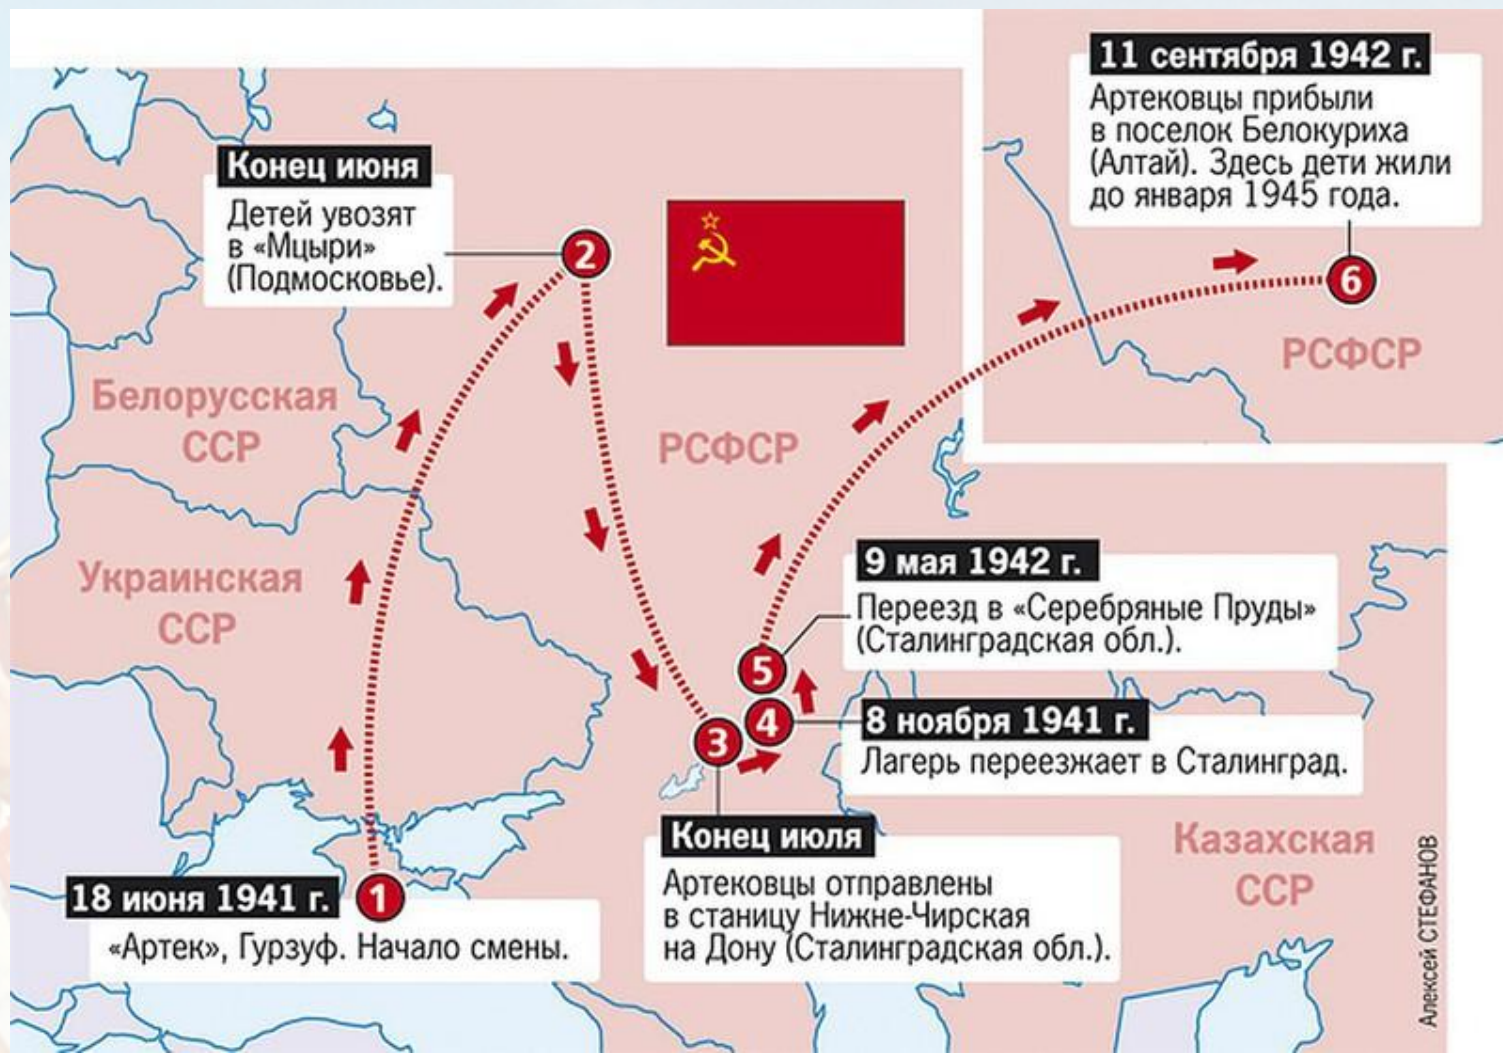 11 сентября 1942 г.
Артековцы прибыли
в поселок Белокуриха
(Алтай). Здесь дети жили
до января 1945 года.
Конец июня
Детей увозят
в «Мцыри»
(Подмосковье).
2
6
РСФСР
Белорусская
ССР
РСФСР
Украинская
ССР
9 мая 1942 г.
Переезд в «Серебряные Пруды»
(Сталинградская обл.).
5
4
8 ноября 1941 г.
Лагерь переезжает в Сталинград.
3
Конец июля
Артековцы отправлены
в станицу Нижне-Чирская
на Дону (Сталинградская обл.).
Казахская
ССР
18 июня 1941 г.
1
«Артек», Гурзуф. Начало смены.
Алексей СТЕФАНОВ